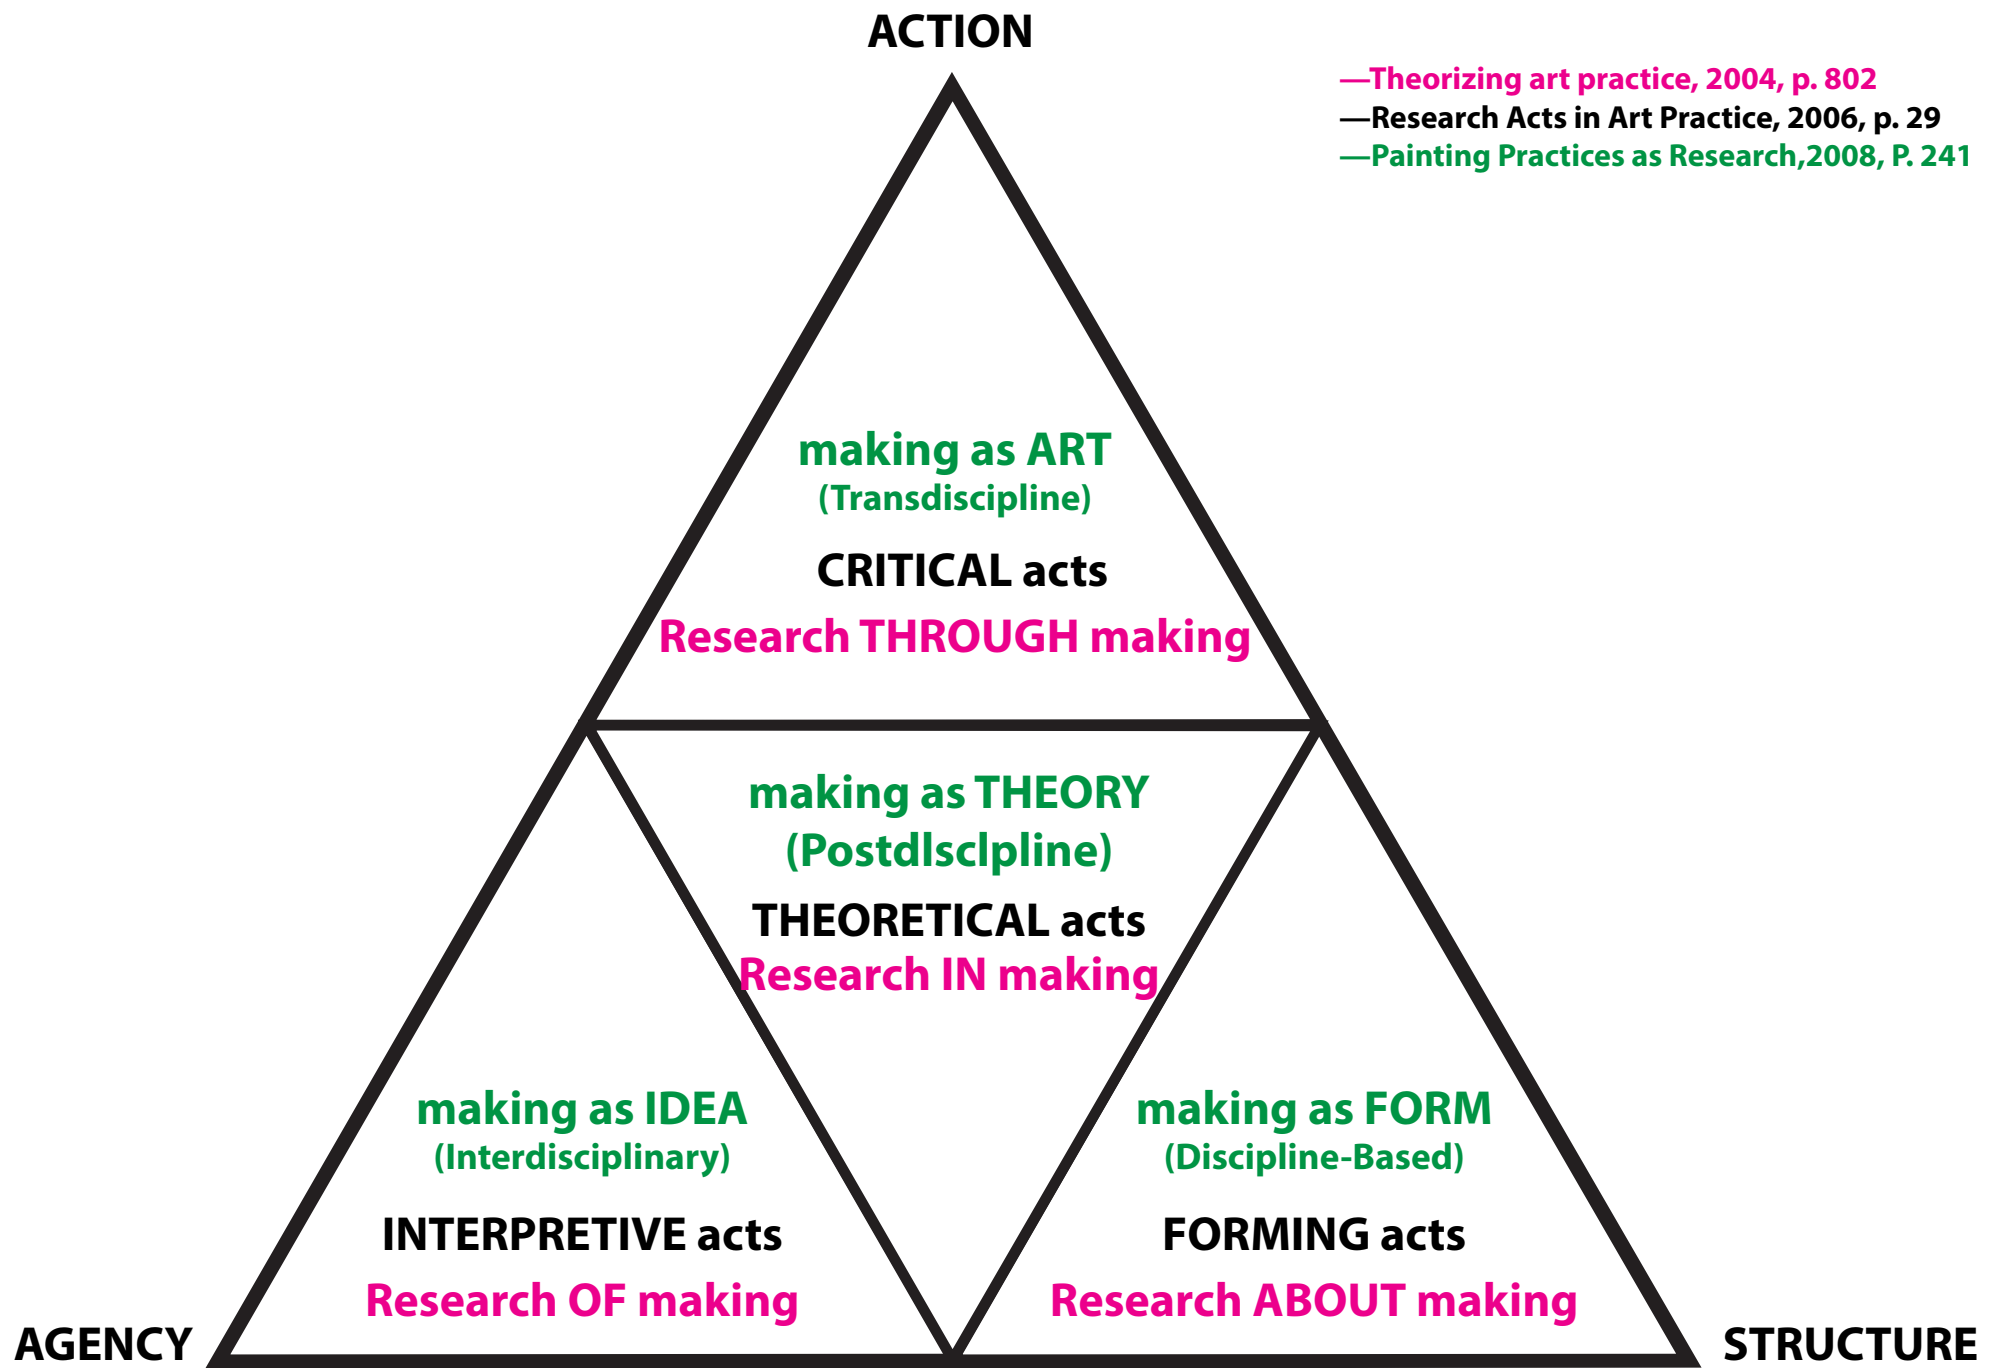 ACTION
—Theorizing art practice, 2004, p. 802
—Research Acts in Art Practice, 2006, p. 29
—Painting Practices as Research,2008, P. 241
making as ART
(Transdiscipline)
CRITICAL acts
Research THROUGH making
making as THEORY
(Postdlsclpline)
THEORETICAL acts
Research IN making
making as IDEA
(Interdisciplinary)
INTERPRETIVE acts
Research OF making
making as FORM
(Discipline-Based)
FORMING acts
Research ABOUT making
AGENCY
STRUCTURE